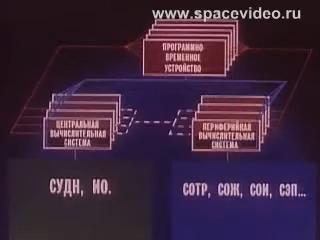 www.spacevideo.ru
ПРОГРАММНО
ВРЕМЕННОЕ
УСТРОЙСТВО
ЦЕНТРАЛЬНАЯ
ВЫЧИСЛИТЕЛЬНАЯ
СИСТЕМА
ПЕРИФЕРИЙНАЯ
ВЫЧИСЛИТЕЛЬНАЯ
СИСТЕМА
СУДН, ИО.
СОТР, СОЖ, СОИ, СЭП...